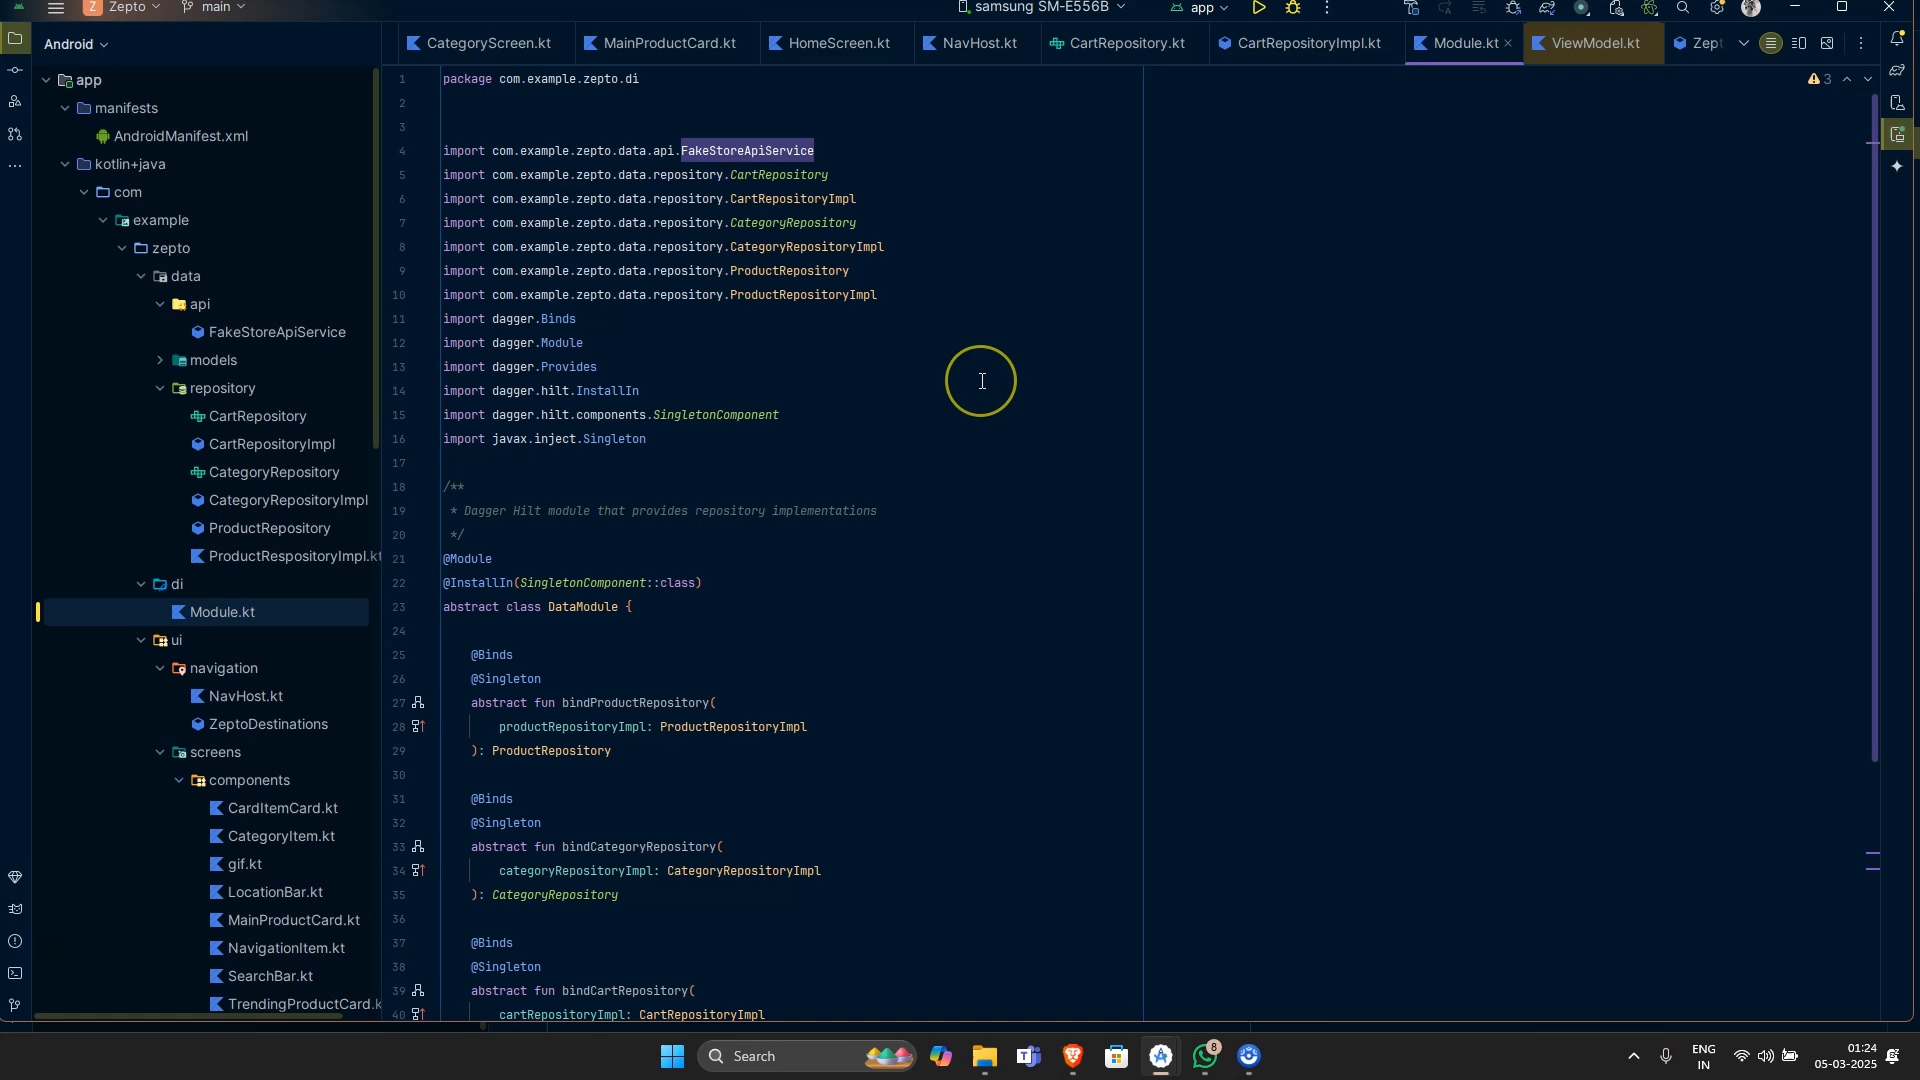 Z Zepto
main
samsung SM-E556B
app
Android
CategoryScreen.kt
MainProductCard.kt
HomeScreen.kt
NavHost.kt
CartRepository.kt
CartRepositoryImpl.kt
Module.kt
ViewModel.kt
Zept
3
app
manifests
AndroidManifest.xml
kotlin+java
com
example
zepto
data
api
FakeStoreApiService
models
repository
CartRepository
CartRepositoryImpl
CategoryRepository
CategoryRepositoryImpl
ProductRepository
ProductRespositoryImpl.kt
di
Module.kt
ui
navigation
NavHost.kt
ZeptoDestinations
screens
components
CardItemCard.kt
CategoryItem.kt
gif.kt
LocationBar.kt
MainProductCard.kt
NavigationItem.kt
SearchBar.kt
TrendingProductCard.k
1 package com.example.zepto.di
2
3
4 import com.example.zepto.data.api.FakeStoreApiService
5 import com.example.zepto.data.repository.CartRepository
6 import com.example.zepto.data.repository.CartRepositoryImpl
7 import com.example.zepto.data.repository.CategoryRepository
8 import com.example.zepto.data.repository.CategoryRepositoryImpl
9 import com.example.zepto.data.repository.ProductRepository
10 import com.example.zepto.data.repository.ProductRepositoryImpl
11 import dagger.Binds
12 import dagger.Module
13 import dagger.Provides
14 import dagger.hilt.InstallIn
15 import dagger.hilt.components.SingletonComponent
16 import javax.inject.Singleton
17
18 /**
19 * Dagger Hilt module that provides repository implementations
20 */
21 @Module
22 @InstallIn(SingletonComponent::class)
23 abstract class DataModule {
24
25 @Binds
26 @Singleton
27 abstract fun bindProductRepository(
28 productRepositoryImpl: ProductRepositoryImpl
29 ): ProductRepository
30
31 @Binds
32 @Singleton
33 abstract fun bindCategoryRepository(
34 categoryRepositoryImpl: CategoryRepositoryImpl
35 ): CategoryRepository
36
37 @Binds
38 @Singleton
39 abstract fun bindCartRepository(
40 cartRepositoryImpl: CartRepositoryImpl
Search
8
ENG
IN
01:24
05-03-2025